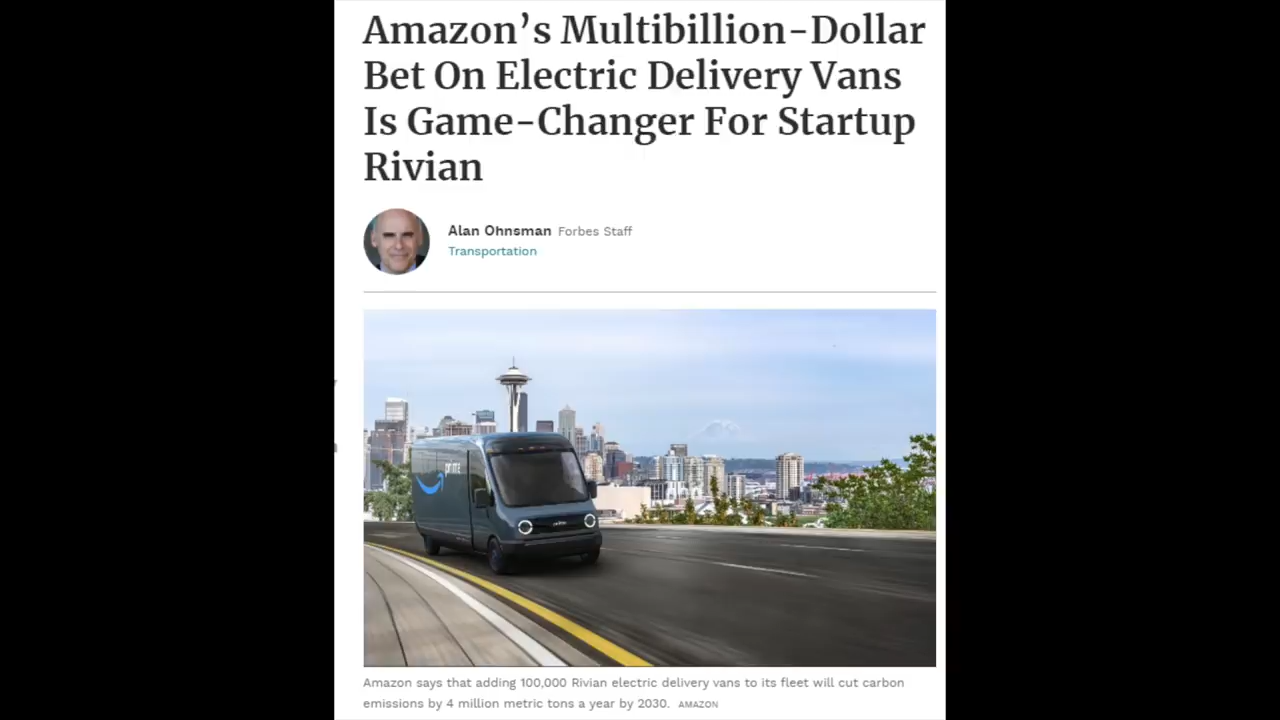 Amazon’s Multibillion-Dollar
Bet On Electric Delivery Vans
Is Game-Changer For Startup
Rivian
Alan Ohnsman Forbes Staff
Transportation
prime
Amazon says that adding 100,000 Rivian electric delivery vans to its fleet will cut carbon
emissions by 4 million metric tons a year by 2030. AMAZON